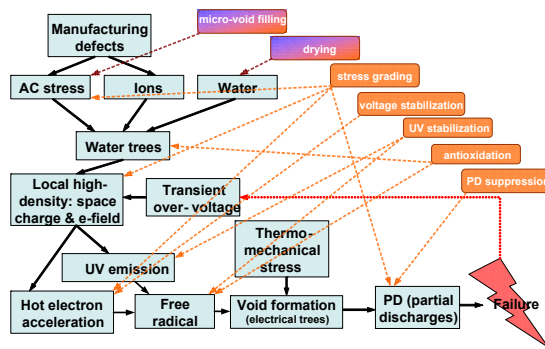 micro-void filling
Manufacturing
defects
drying
stress grading
AC stress
Ions
Water
voltage stabilization
UV stabilization
Water trees
antioxidation
PD suppression
Local high-
density: space
charge & e-field
Transient
over- voltage
Thermo-
mechanical
stress
UV emission
Hot electron
acceleration
Free
radical
Void formation
(electrical trees)
PD (partial
discharges)
Failure